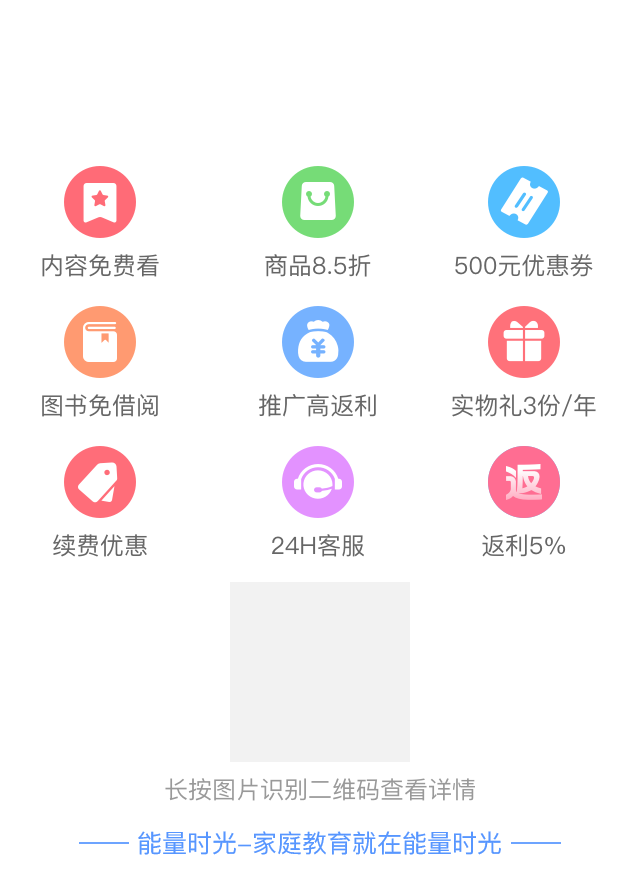 内容免费看 商品8.5折 500元优惠券
图书免借阅 推广高返利 实物礼3份/年
返
续费优惠 24H客服 返利5%
长按图片识别二维码查看详情
能量时光-家庭教育就在能量时光